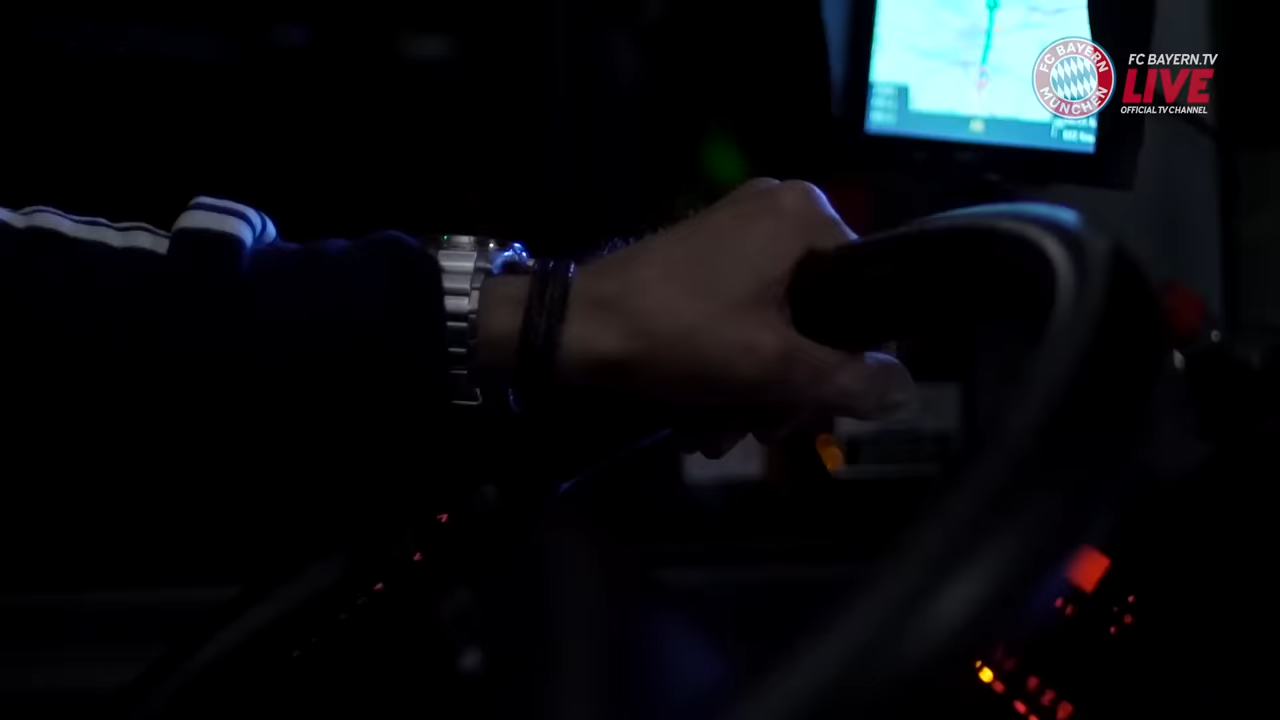 FC BAYERN
MÜNCHEN
FC BAYERN.TV
LIVE
OFFICIAL TV CHANNEL